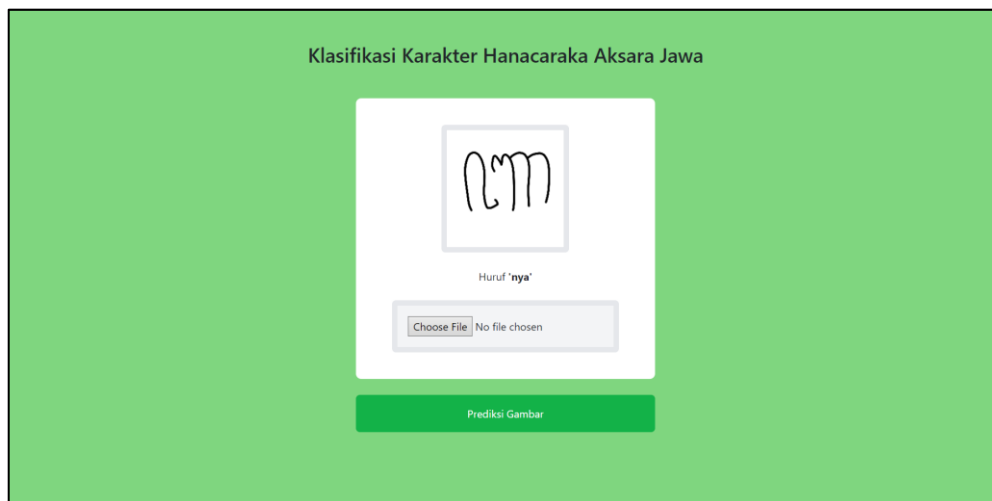 Klasifikasi Karakter Hanacaraka Aksara Jawa
ꦚ
Huruf 'nya'
Choose File No file chosen
Prediksi Gambar